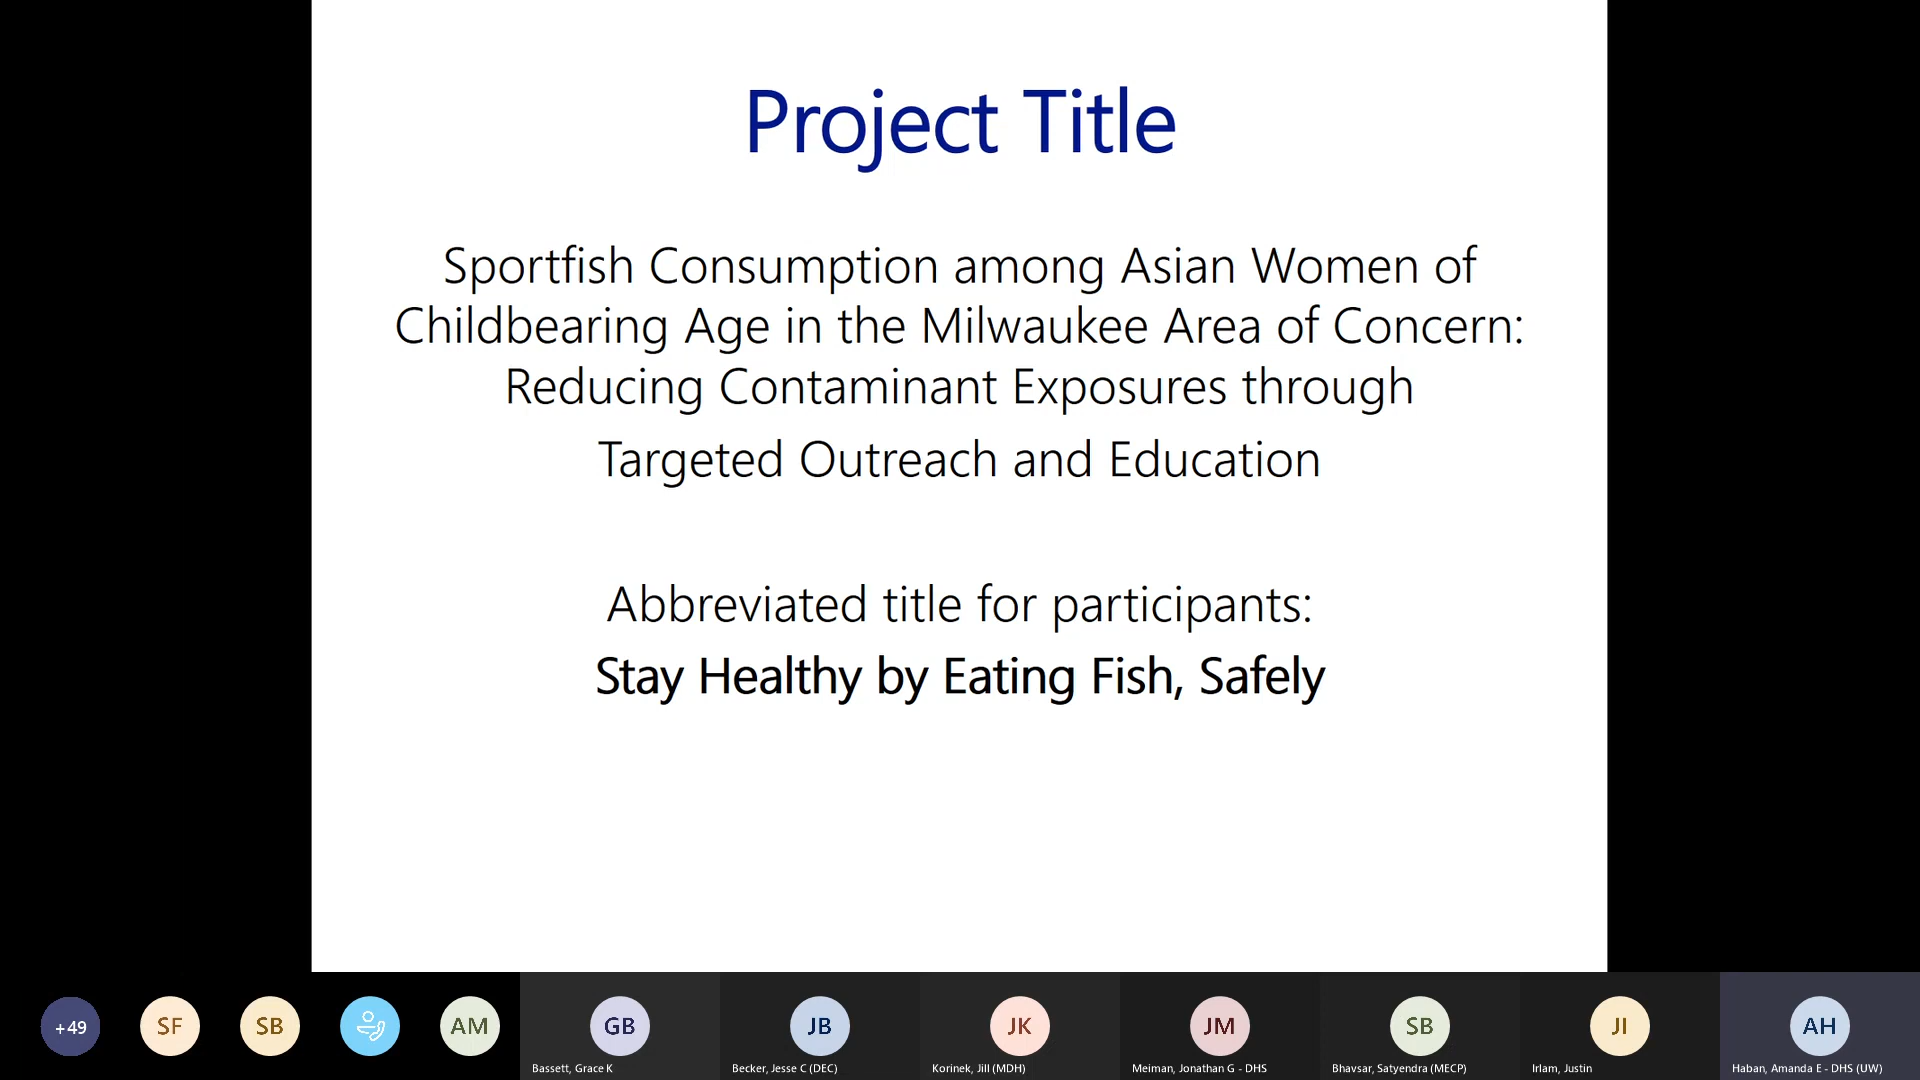 Project Title
Sportfish Consumption among Asian Women of
Childbearing Age in the Milwaukee Area of Concern:
Reducing Contaminant Exposures through
Targeted Outreach and Education
Abbreviated title for participants:
Stay Healthy by Eating Fish, Safely
+49
SF
SB
AM
GB
Bassett, Grace K
JB
Becker, Jesse C (DEC)
JK
Korinek, Jill (MDH)
JM
Meiman, Jonathan G - DHS
SB
Bhavsar, Satyendra (MECP)
JI
Irlam, Justin
AH
Haban, Amanda E - DHS (UW)